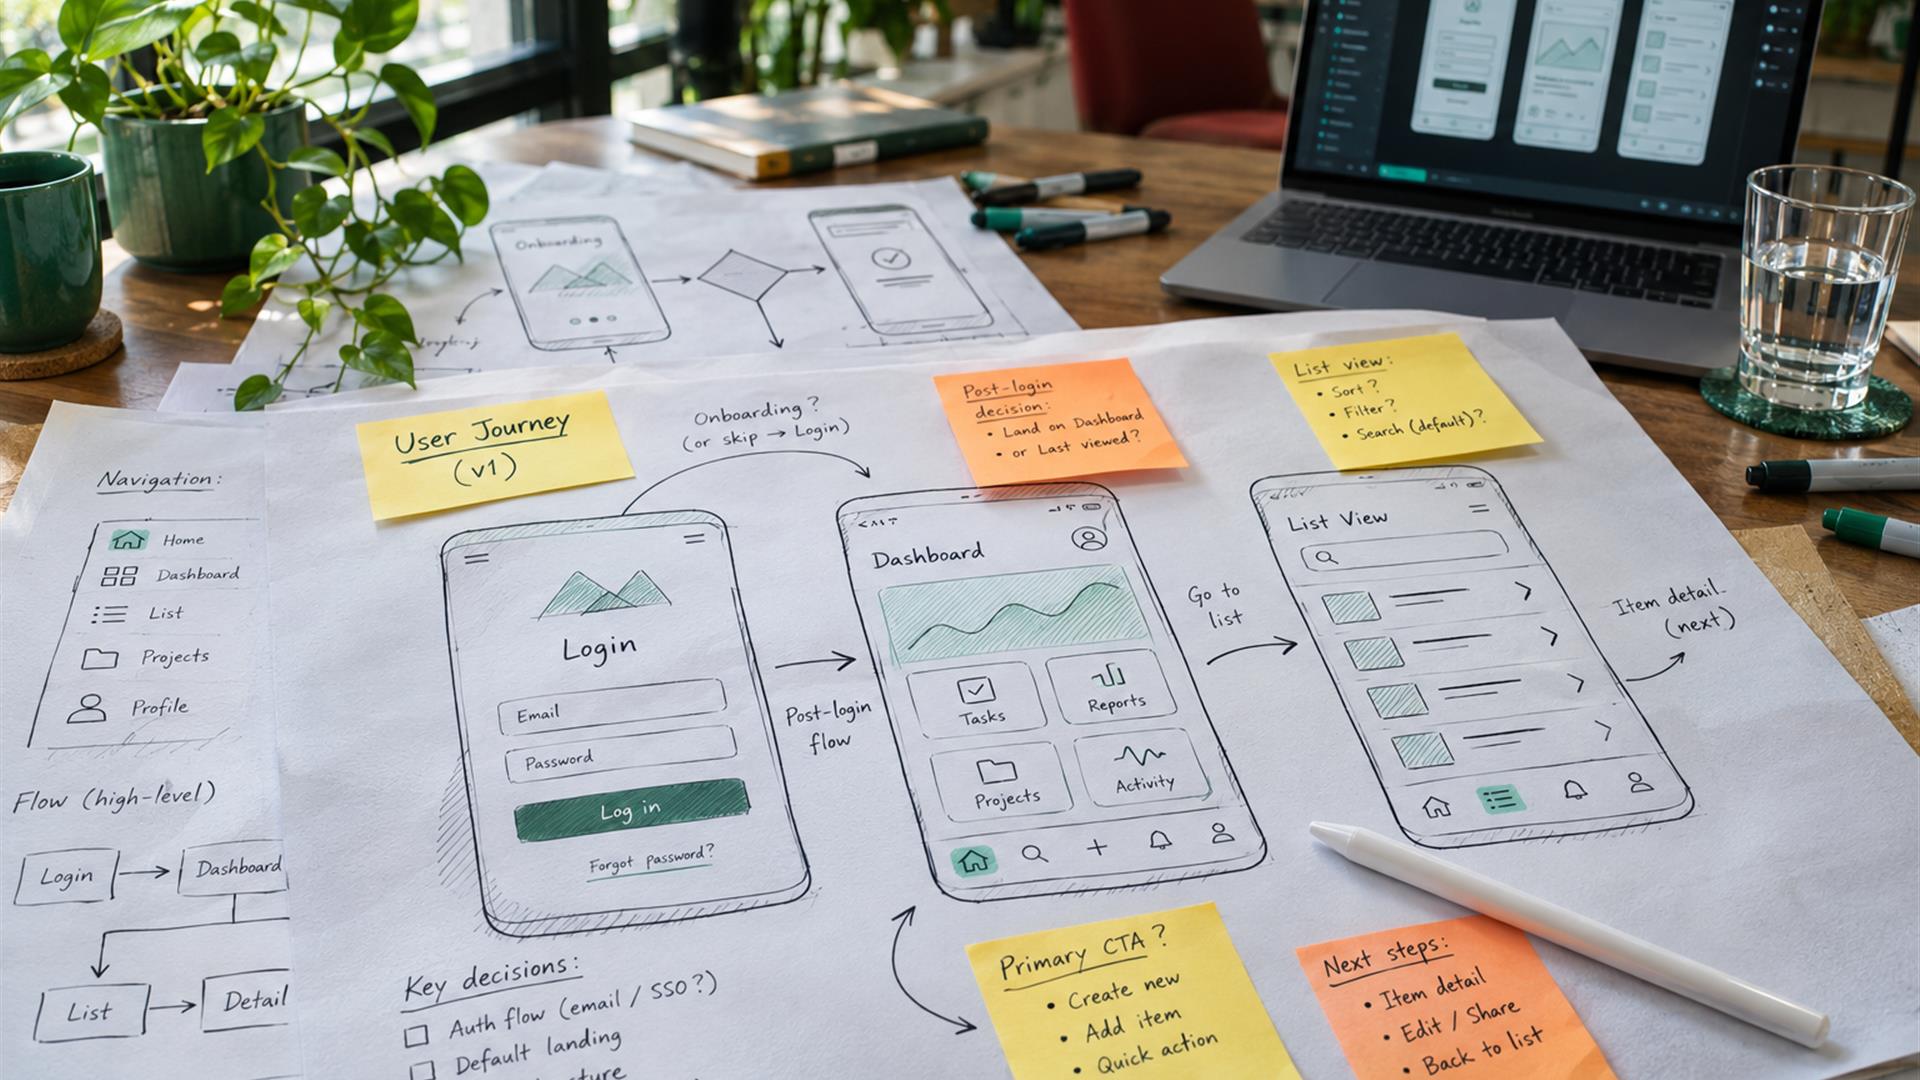 Onboarding
User Journey
(v1)
Onboarding?
(or skip → Login)
Post-login
decision:
• Land on Dashboard
• or Last viewed?
List view:
• Sort?
• Filter?
• Search (default)?
Navigation:
Home
Dashboard
List
Projects
Profile
Flow (high-level)
Login
Dashboard
List
Detail
Login
Email
Password
Log in
Forgot password?
Post-login
flow
Dashboard
Tasks
Reports
Projects
Activity
Go to
list
List View
Item detail
(next)
Key decisions:
Auth flow (email / SSO?)
Default landing
Primary CTA?
• Create new
• Add item
• Quick action
Next steps:
• Item detail
• Edit / Share
• Back to list